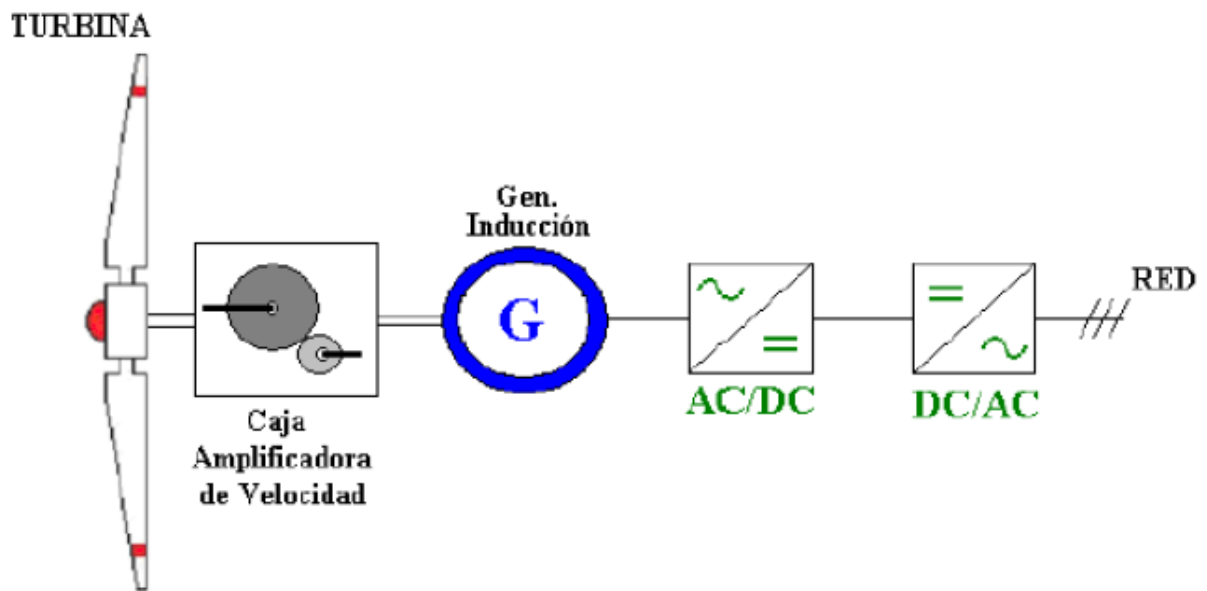 TURBINA
Caja
Amplificadora
de Velocidad
Gen.
Inducción
G
AC/DC
DC/AC
RED